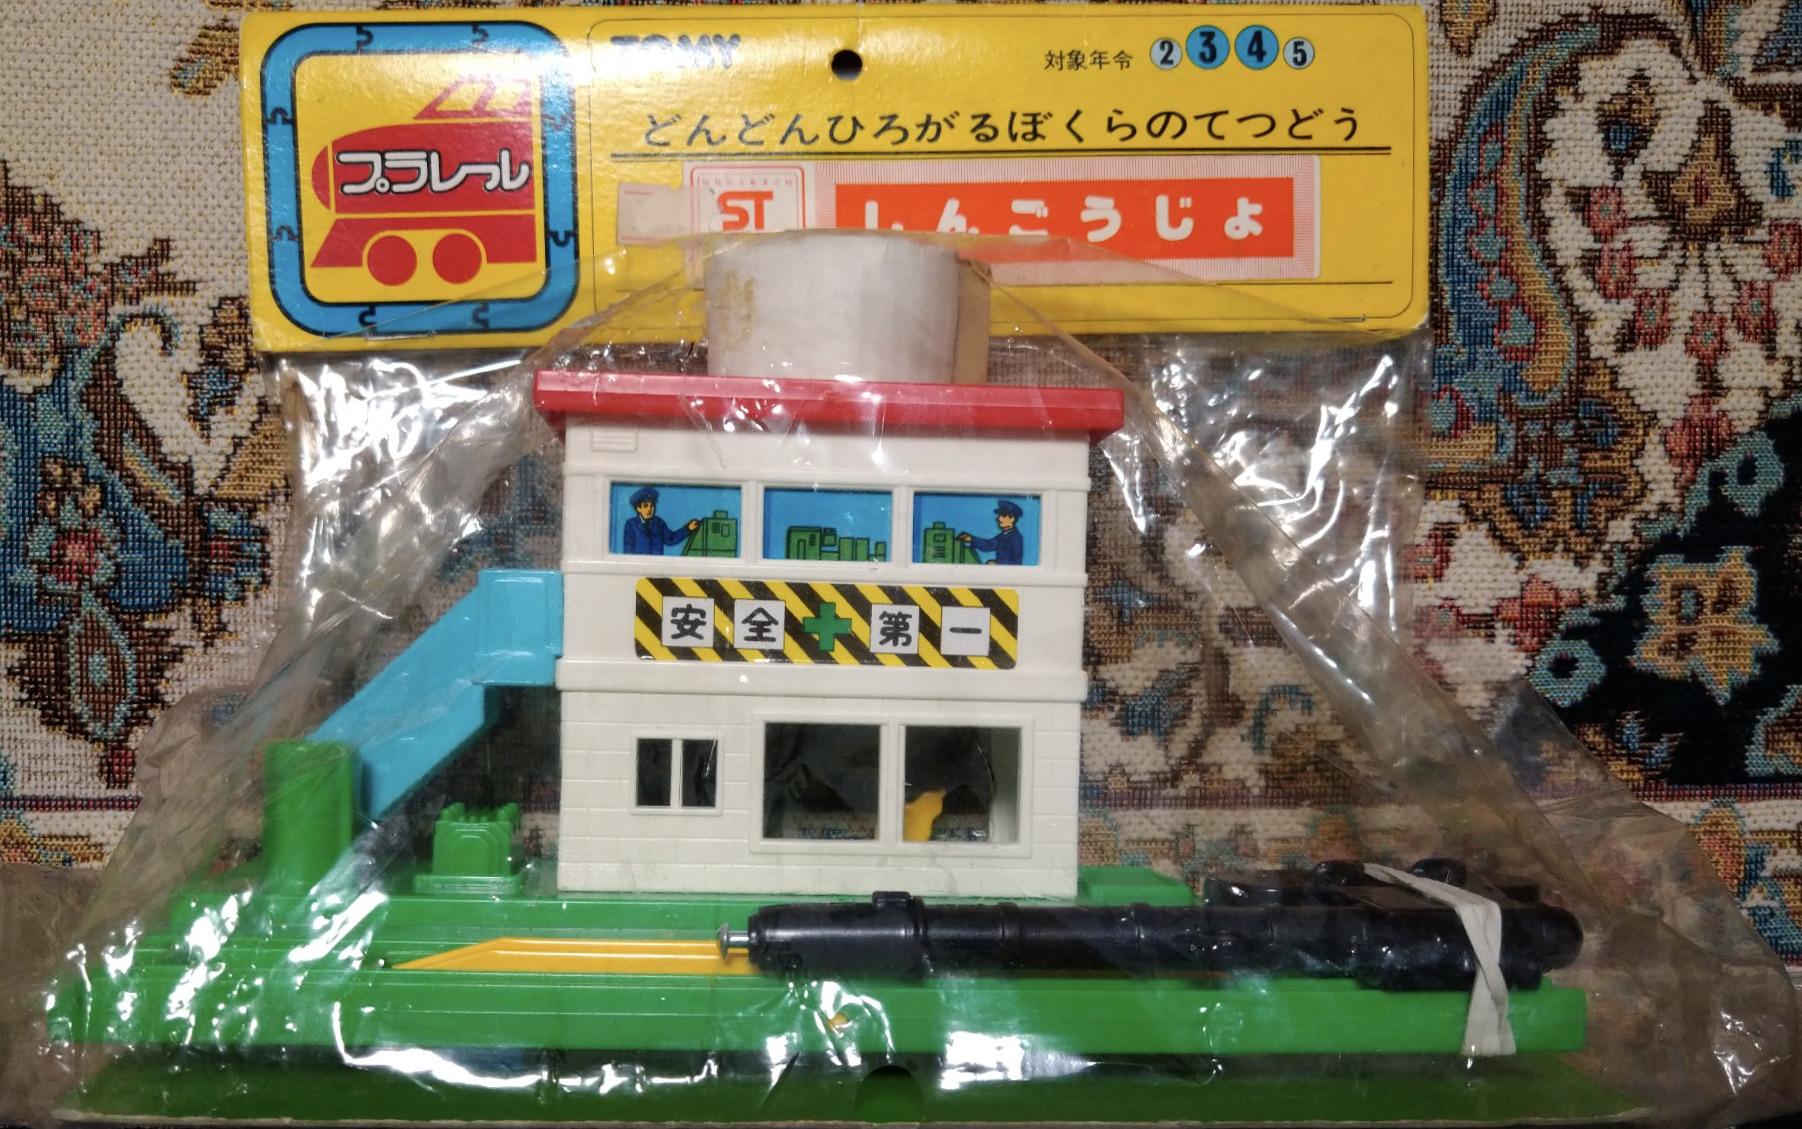 TOMY
対象年令 2 3 4 5
どんどんひろがるぼくらのてつどう
プラレール
ST
しんごうじょ
安全+第一